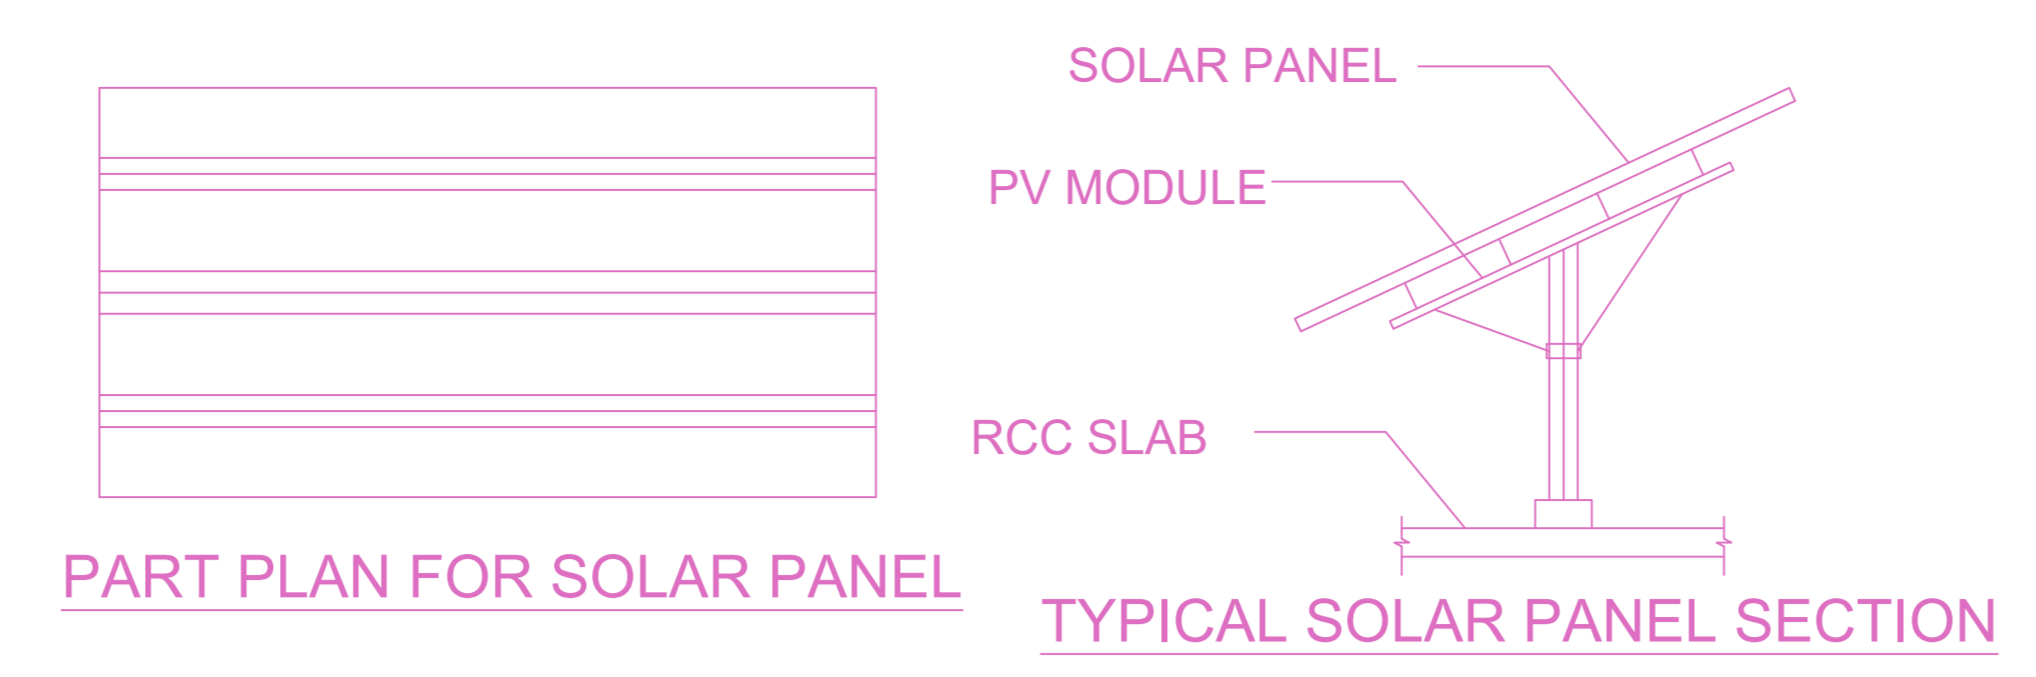 SOLAR PANEL
PV MODULE
RCC SLAB
PART PLAN FOR SOLAR PANEL
TYPICAL SOLAR PANEL SECTION